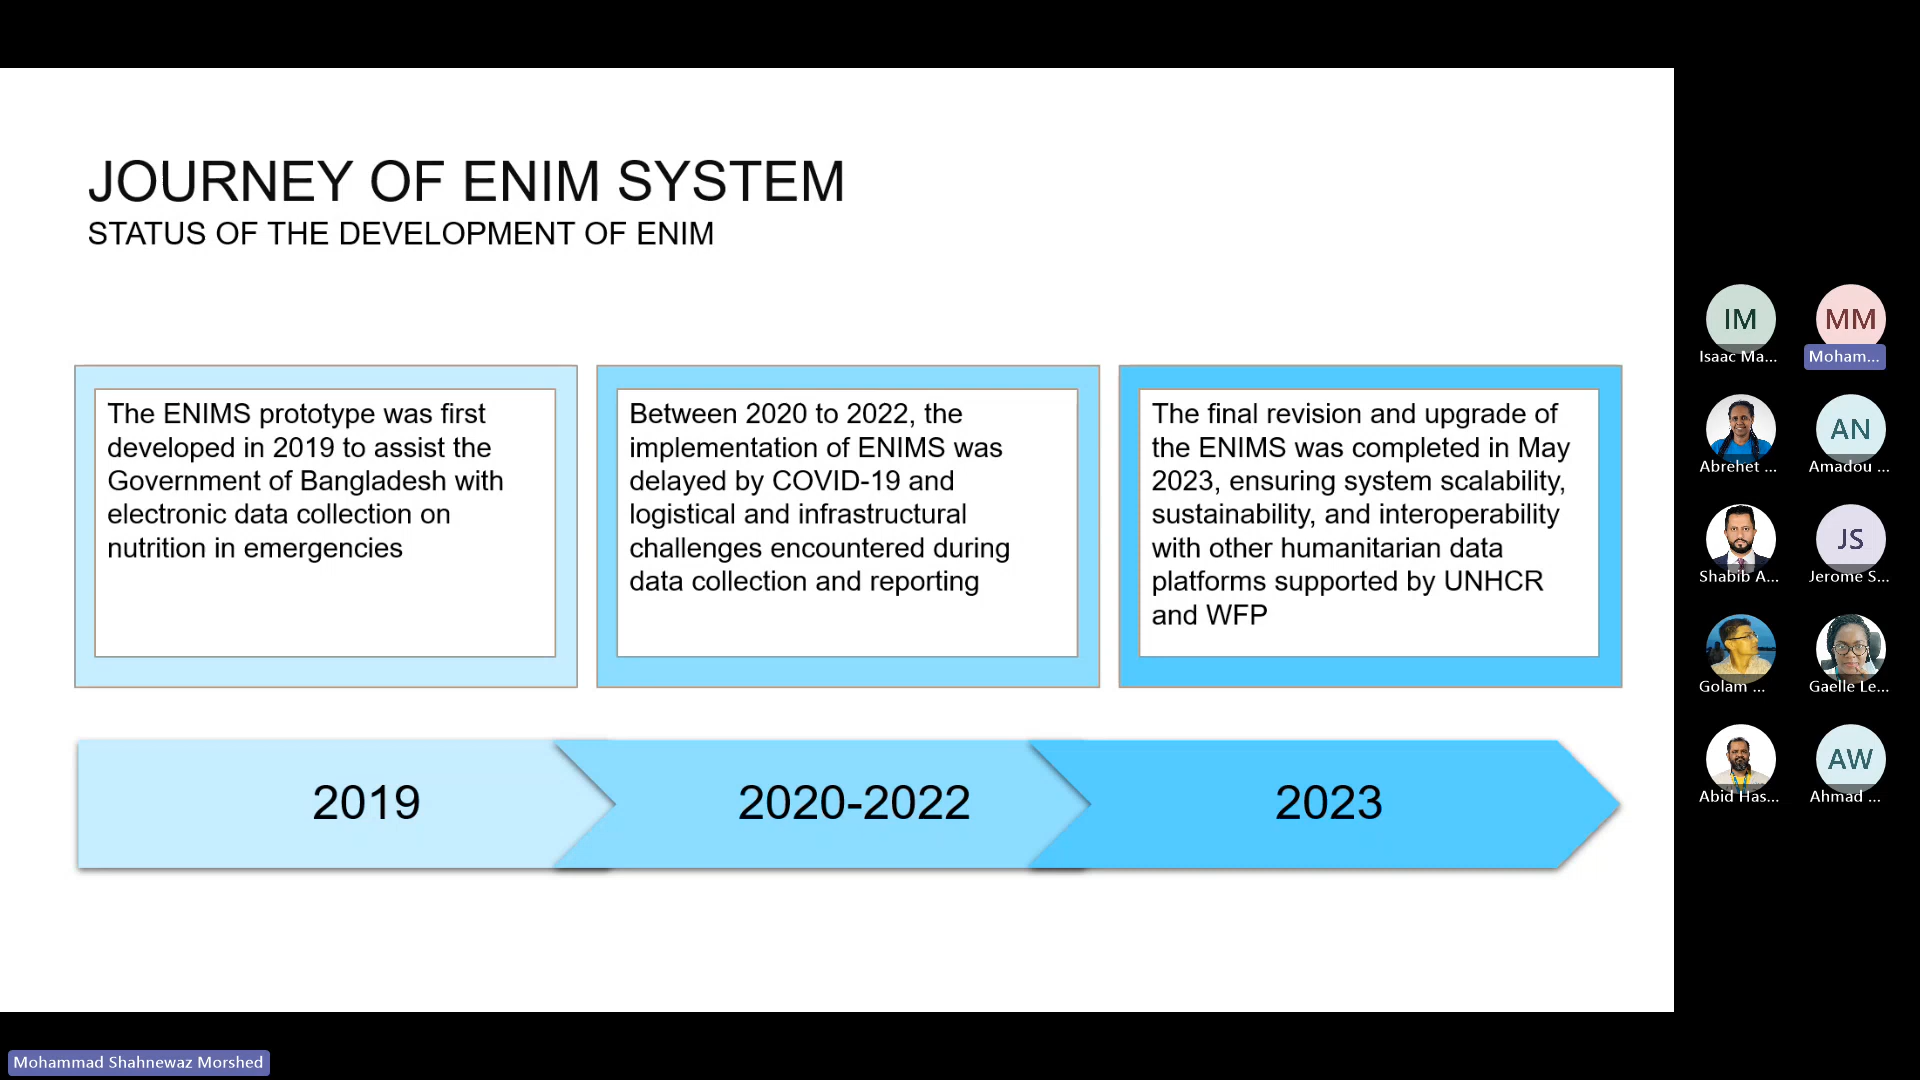 JOURNEY OF ENIM SYSTEM
STATUS OF THE DEVELOPMENT OF ENIM
The ENIMS prototype was first
developed in 2019 to assist the
Government of Bangladesh with
electronic data collection on
nutrition in emergencies
Between 2020 to 2022, the
implementation of ENIMS was
delayed by COVID-19 and
logistical and infrastructural
challenges encountered during
data collection and reporting
The final revision and upgrade of
the ENIMS was completed in May
2023, ensuring system scalability,
sustainability, and interoperability
with other humanitarian data
platforms supported by UNHCR
and WFP
2019
2020-2022
2023
IM
Isaac Ma...
MM
Moham...
Abrehet ...
AN
Amadou ...
Shabib A...
JS
Jerome S...
Golam ...
Gaelle Le...
Abid Has...
AW
Ahmad ...
Mohammad Shahnewaz Morshed